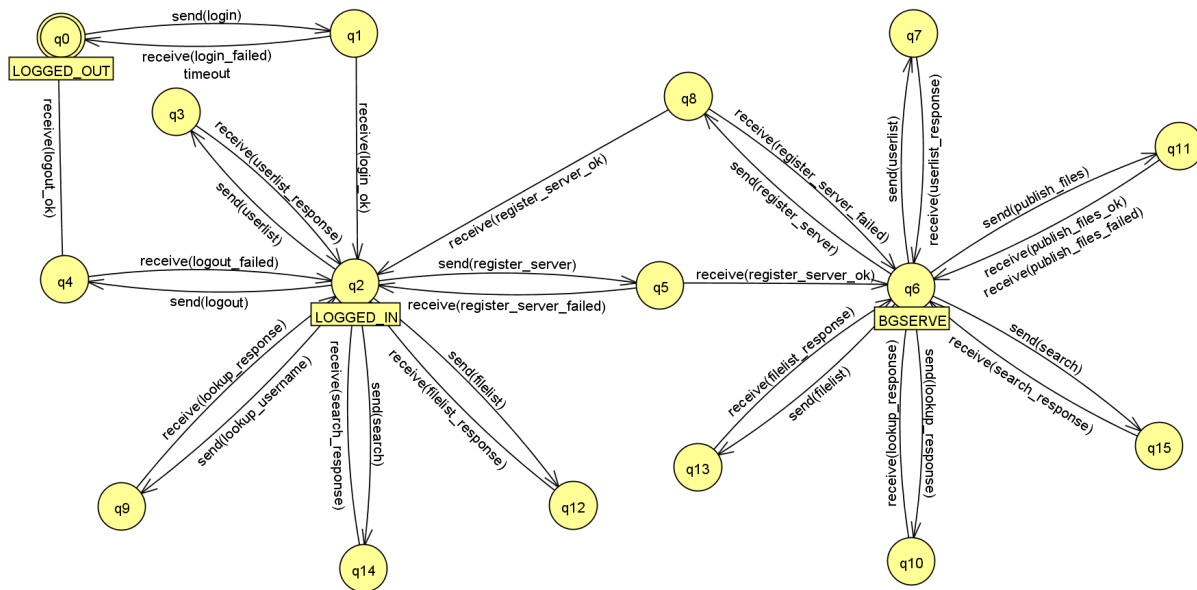 send(login)
q0
q1
q7
LOGGED_OUT
receive(login_failed)
timeout
q8
q3
receive(logout_ok)
receive(userlist_response)
send(userlist)
receive(login_ok)
receive(register_server_ok)
receive(register_server_failed)
send(register_server)
send(userlist)
receive(userlist_response)
q11
send(publish_files)
receive(publish_files_ok)
receive(publish_files_failed)
q4
receive(logout_failed)
send(logout)
q2
LOGGED_IN
send(register_server)
receive(register_server_failed)
q5
receive(register_server_ok)
q6
BGSERVE
receive(lookup_response)
send(lookup_username)
receive(search_response)
send(search)
send(filelist)
receive(filelist_response)
receive(filelist_response)
send(filelist)
receive(lookup_response)
send(lookup_response)
send(search)
receive(search_response)
q9
q14
q12
q13
q10
q15